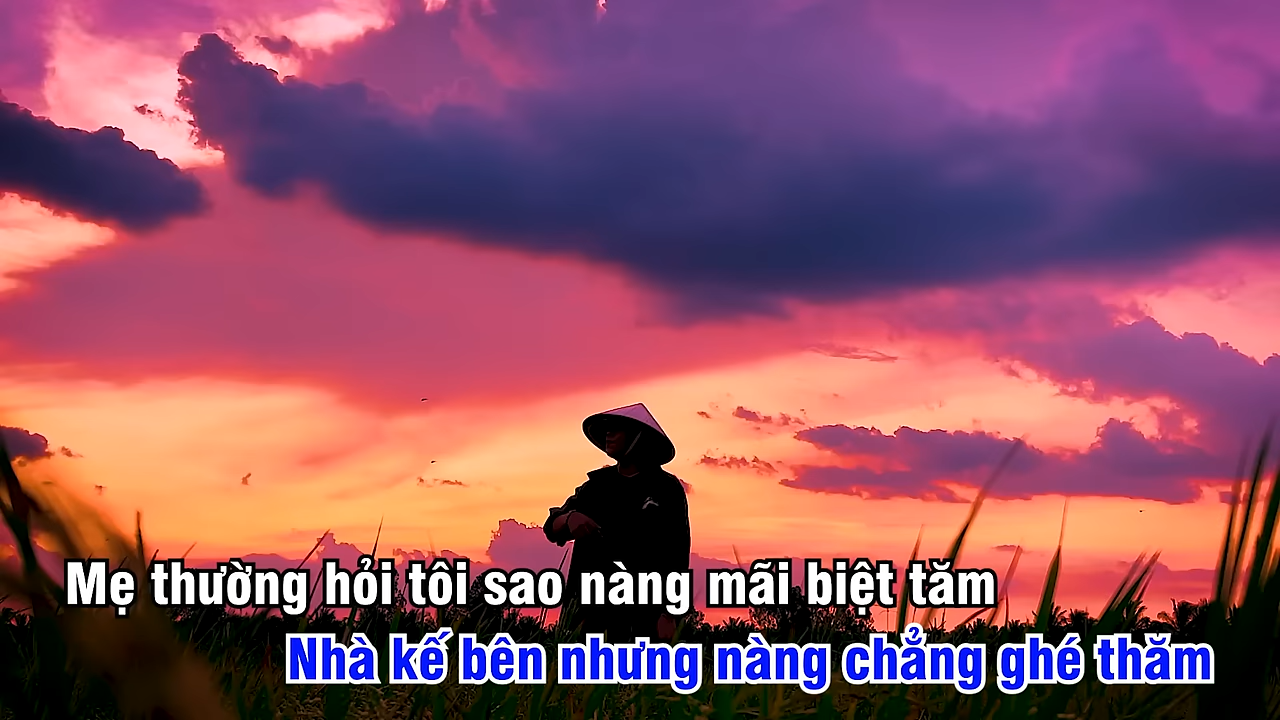 Mẹ thường hỏi tôi sao nàng mãi biệt tăm
Nhà kế bên nhưng nàng chẳng ghé thăm